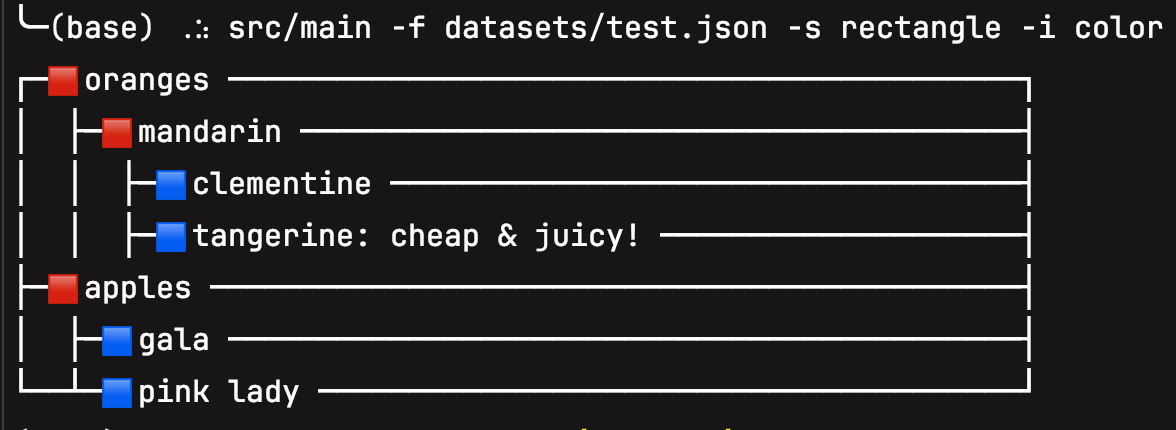 (base) .: src/main -f datasets/test.json -s rectangle -i color
oranges
mandarin
clementine
tangerine: cheap & juicy!
apples
gala
pink lady